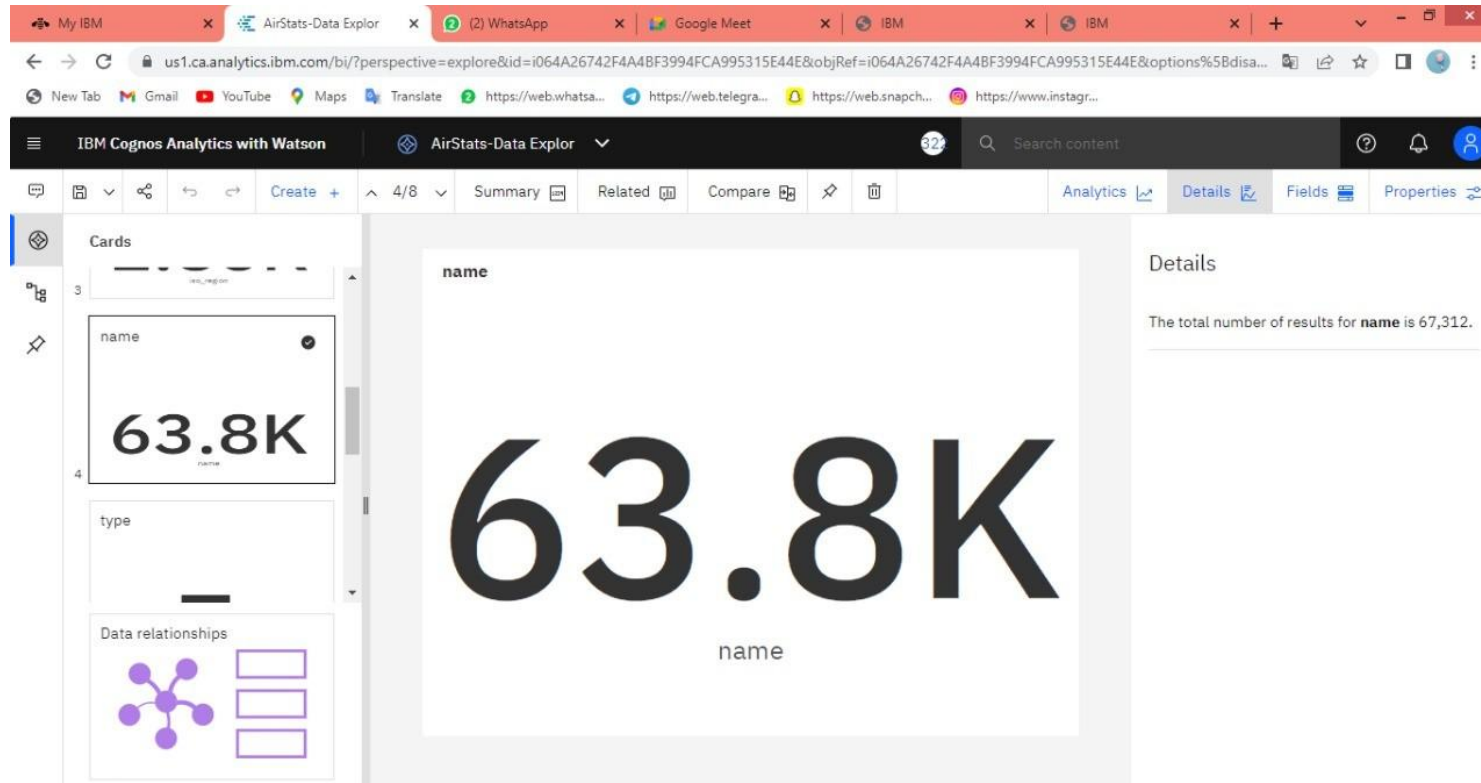 My IBM
AirStats-Data Explor
(2) WhatsApp
Google Meet
IBM
IBM
us1.ca.analytics.ibm.com/bi/?perspective=explore&id=i064A26742F4A4BF3994FCA995315E44E&objRef=i064A26742F4A4BF3994FCA995315E44E&options%5Bdisa...
New Tab Gmail YouTube Maps Translate https://web.whatsa... https://web.telegra... https://web.snapch... https://www.instagr...
IBM Cognos Analytics with Watson AirStats-Data Explor 322 Search content
Create + 4/8 Summary Related Compare Analytics Details Fields Properties
Cards
iso_region
3
name
63.8K
name
4
type
Data relationships
name
63.8K
name
Details
The total number of results for name is 67,312.